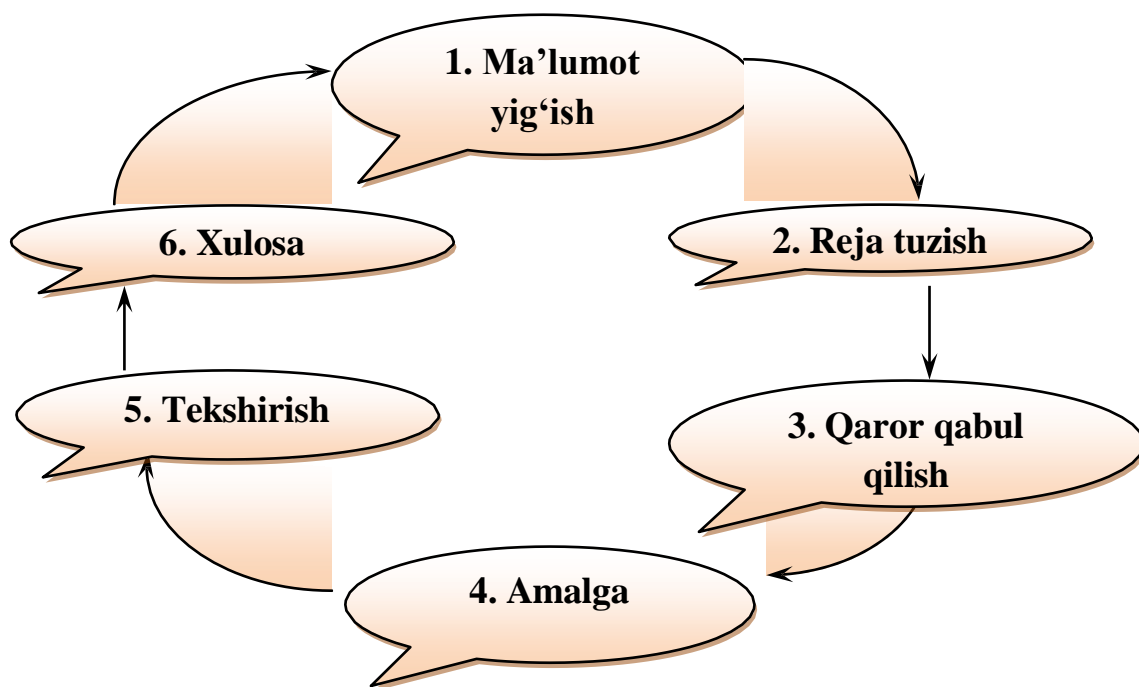 1. Ma’lumot
yig‘ish
2. Reja tuzish
3. Qaror qabul
qilish
4. Amalga
5. Tekshirish
6. Xulosa